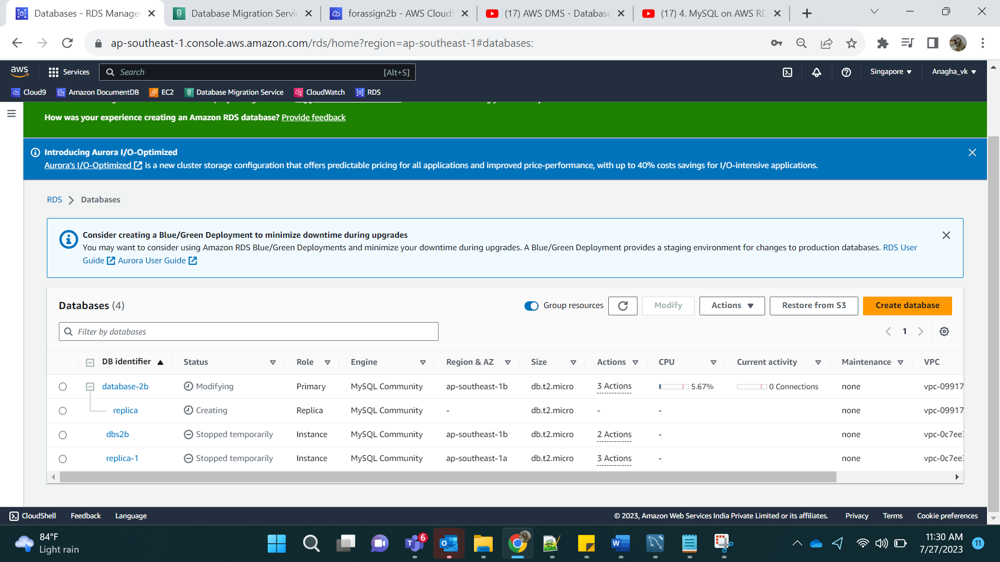 Databases - RDS Manager
Database Migration Servic
forassign2b - AWS CloudS
(17) AWS DMS - Database
(17) 4. MySQL on AWS RD
ap-southeast-1.console.aws.amazon.com/rds/home?region=ap-southeast-1#databases:
aws
Services
Search
[Alt+S]
Singapore
Anagha_vk
Cloud9
Amazon DocumentDB
EC2
Database Migration Service
CloudWatch
RDS
How was your experience creating an Amazon RDS database? Provide feedback
Introducing Aurora I/O-Optimized
Aurora's I/O-Optimized is a new cluster storage configuration that offers predictable pricing for all applications and improved price-performance, with up to 40% costs savings for I/O-intensive applications.
RDS > Databases
Consider creating a Blue/Green Deployment to minimize downtime during upgrades
You may want to consider using Amazon RDS Blue/Green Deployments and minimize your downtime during upgrades. A Blue/Green Deployment provides a staging environment for changes to production databases. RDS User
Guide Aurora User Guide
Databases (4)
Group resources
Modify
Actions
Restore from S3
Create database
Filter by databases
1
DB identifier Status Role Engine Region & AZ Size Actions CPU Current activity Maintenance VPC
database-2b Modifying Primary MySQL Community ap-southeast-1b db.t2.micro 3 Actions 5.67% 0 Connections none vpc-09917
replica Creating Replica MySQL Community - db.t2.micro - - none vpc-09917
dbs2b Stopped temporarily Instance MySQL Community ap-southeast-1b db.t2.micro 2 Actions - none vpc-0c7ee
replica-1 Stopped temporarily Instance MySQL Community ap-southeast-1a db.t2.micro 3 Actions - none vpc-0c7ee
CloudShell Feedback Language
© 2023, Amazon Web Services India Private Limited or its affiliates. Privacy Terms Cookie preferences
84°F
Light rain
6
11:30 AM
7/27/2023
11